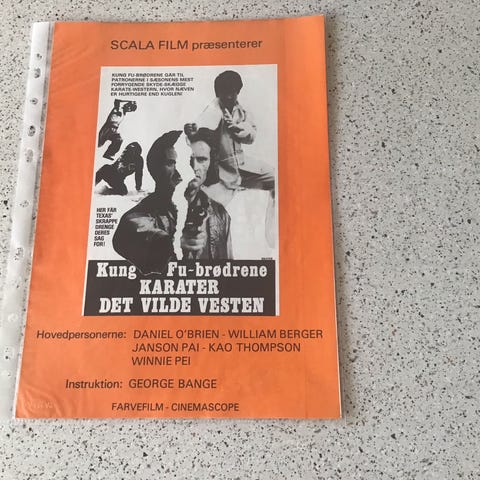 SCALA FILM præsenterer
KUNG FU-BRØDRENE GÅR TIL
PATRONERNE I SÆSONENS MEST
FORRYGENDE SKYDE-SKÆGGE
KARATE-WESTERN, HVOR NÆVEN
ER HURTIGERE END KUGLEN!
HER FÅR
TEXAS'
SKRAPPE
DRENGE
DERES
SAG
FOR!
Kung Fu-brødrene
KARATER
DET VILDE VESTEN
Hovedpersonerne: DANIEL O'BRIEN - WILLIAM BERGER
JANSON PAI - KAO THOMPSON
WINNIE PEI
Instruktion: GEORGE BANGE
FARVEFILM - CINEMASCOPE